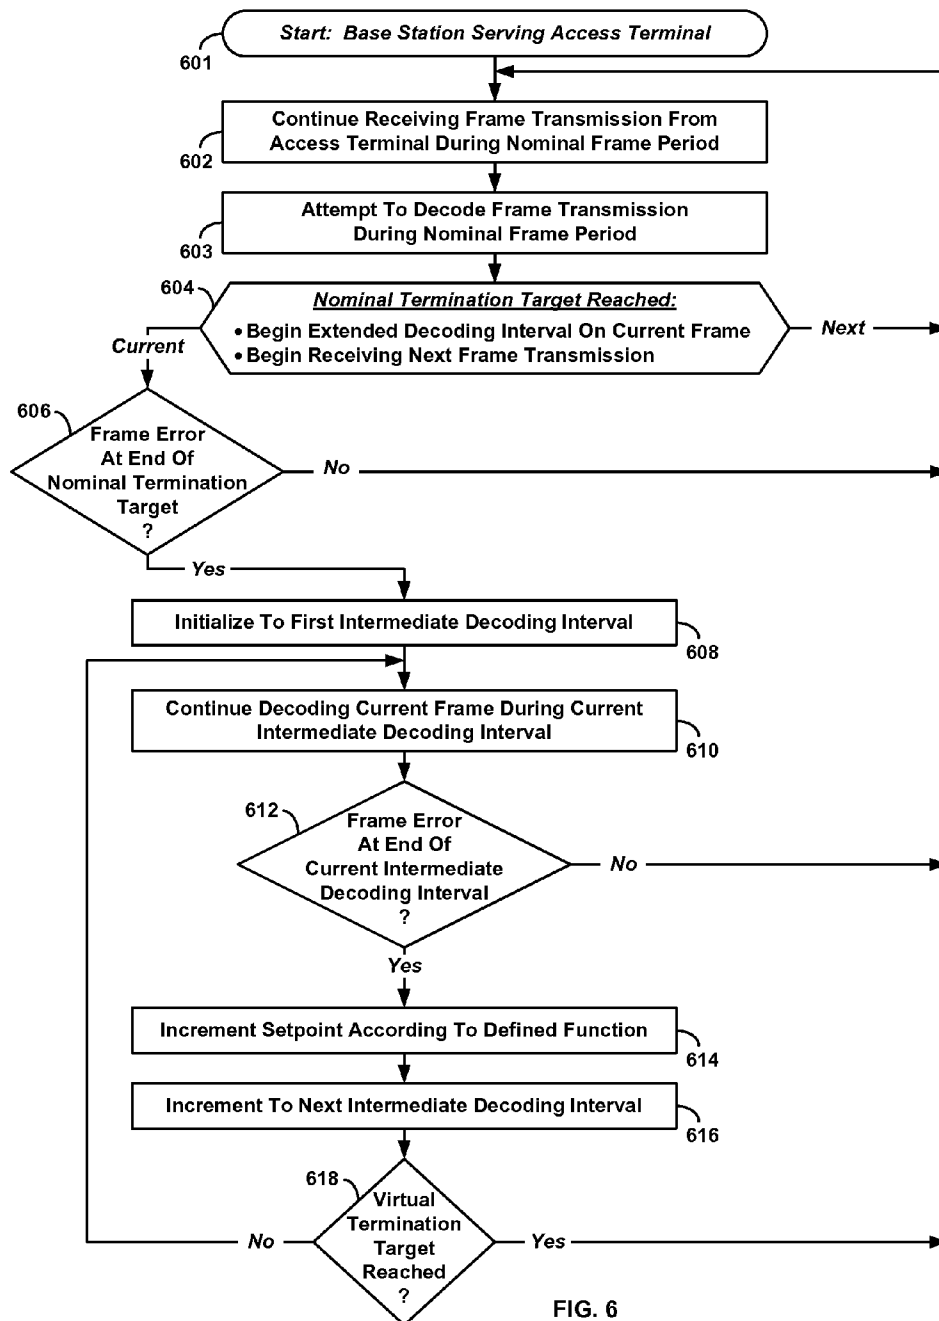 Start: Base Station Serving Access Terminal
601
Continue Receiving Frame Transmission From
Access Terminal During Nominal Frame Period
602
Attempt To Decode Frame Transmission
During Nominal Frame Period
603
604
Nominal Termination Target Reached:
• Begin Extended Decoding Interval On Current Frame
• Begin Receiving Next Frame Transmission
Next
Current
606
Frame Error
At End Of
Nominal Termination
Target
?
No
Yes
Initialize To First Intermediate Decoding Interval
608
Continue Decoding Current Frame During Current
Intermediate Decoding Interval
610
612
Frame Error
At End Of
Current Intermediate
Decoding Interval
?
No
Yes
Increment Setpoint According To Defined Function
614
Increment To Next Intermediate Decoding Interval
616
618
Virtual
Termination
Target
Reached
?
No
Yes
FIG. 6